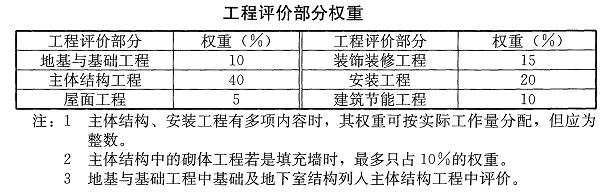 工程评价部分权重
工程评价部分 权重（%） 工程评价部分 权重（%）
地基与基础工程 10 装饰装修工程 15
主体结构工程 40 安装工程 20
屋面工程 5 建筑节能工程 10
注：1 主体结构、安装工程有多项内容时，其权重可按实际工作量分配，但应为
整数。
2 主体结构中的砌体工程若是填充墙时，最多只占10%的权重。
3 地基与基础工程中基础及地下室结构列入主体结构工程中评价。